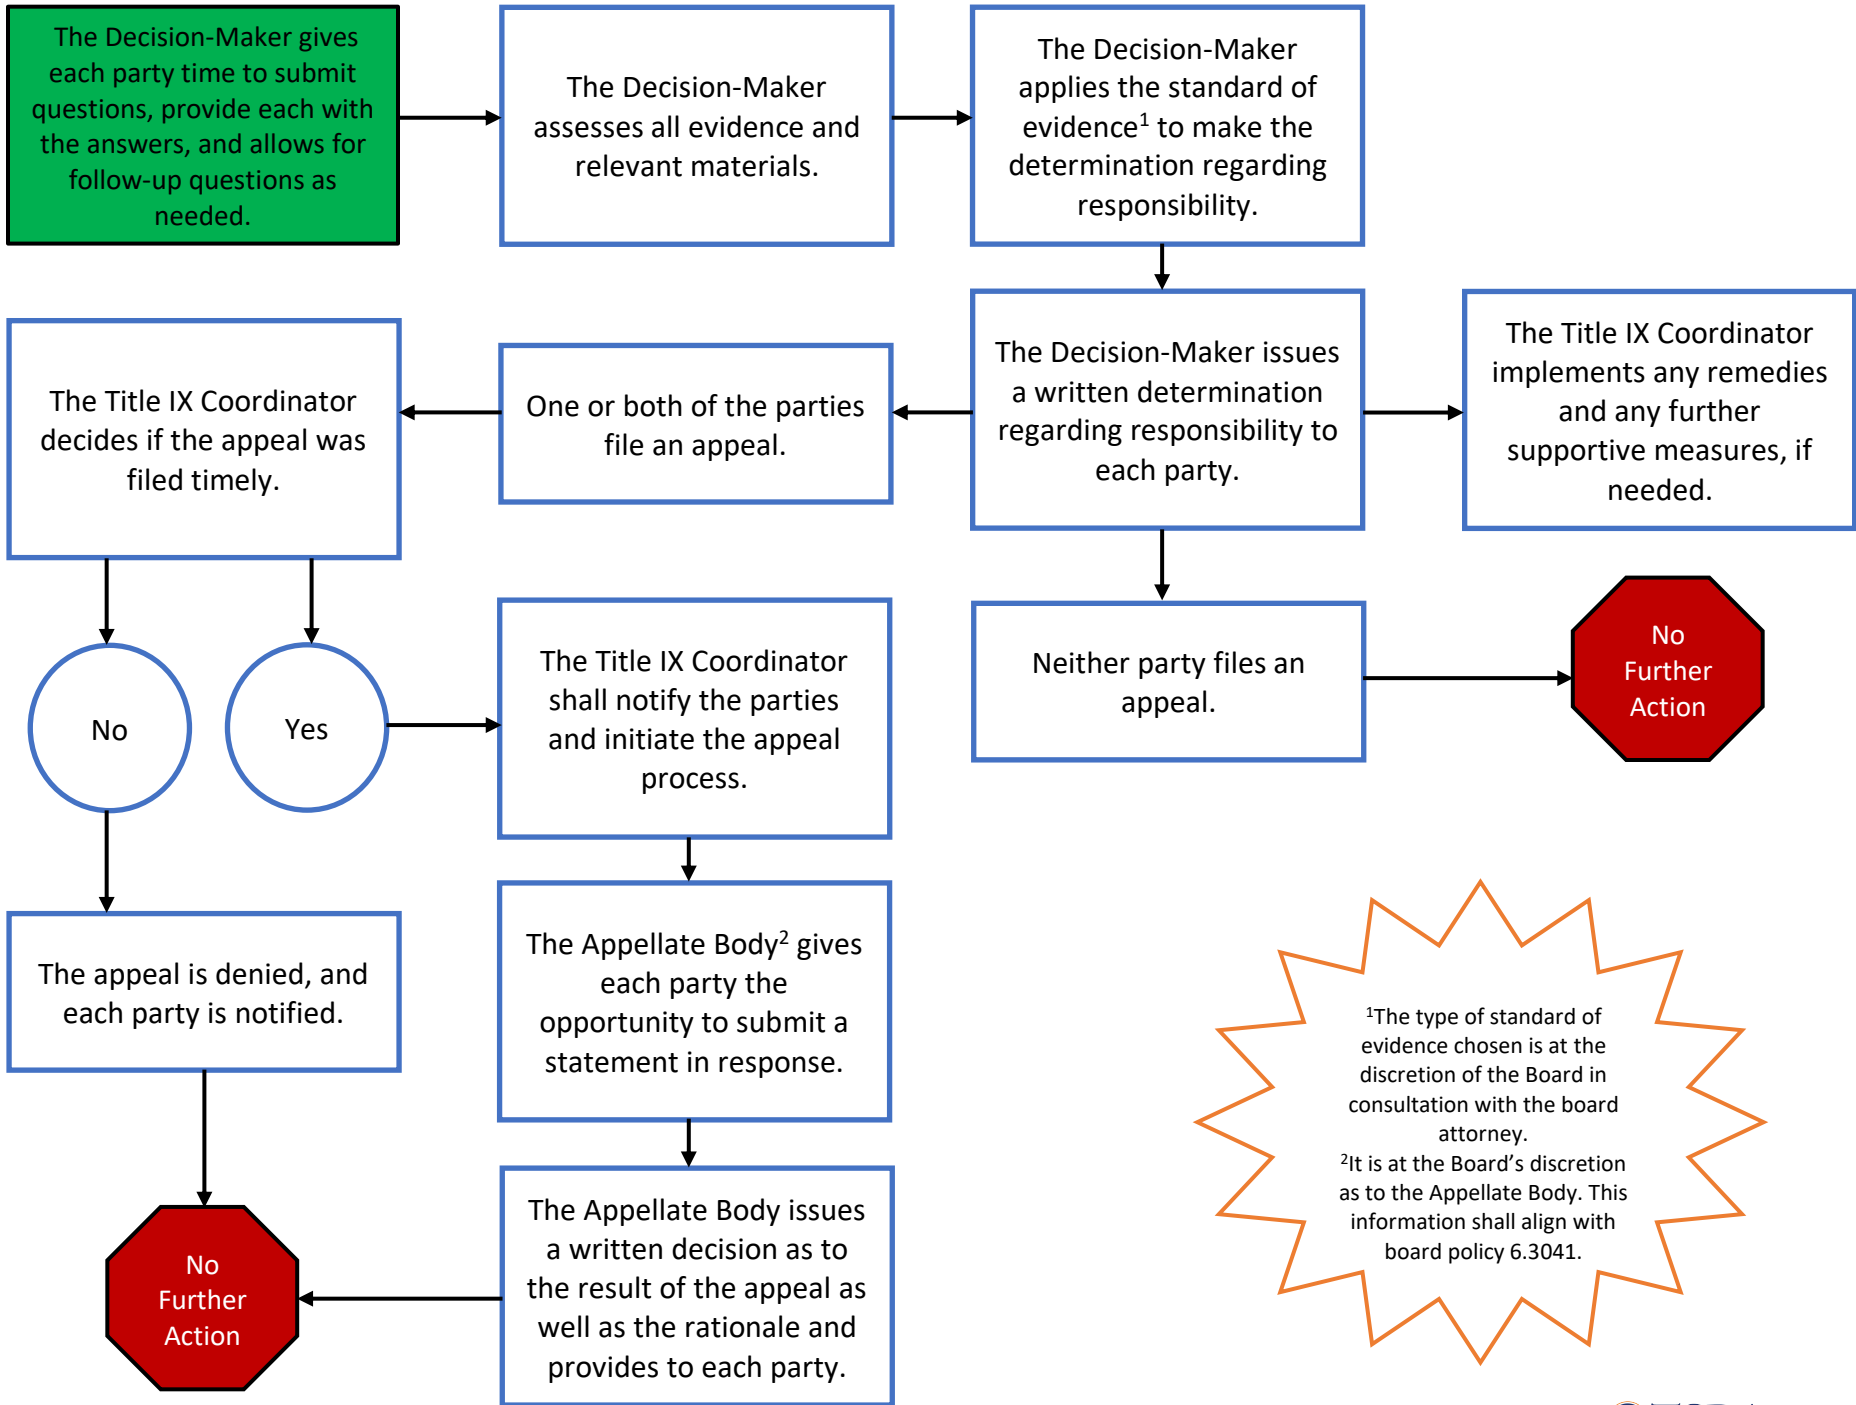 The Decision-Maker gives
each party time to submit
questions, provide each with
the answers, and allows for
follow-up questions as
needed.
The Decision-Maker
assesses all evidence and
relevant materials.
The Decision-Maker
applies the standard of
evidence¹ to make the
determination regarding
responsibility.
The Title IX Coordinator
decides if the appeal was
filed timely.
One or both of the parties
file an appeal.
The Decision-Maker issues
a written determination
regarding responsibility to
each party.
The Title IX Coordinator
implements any remedies
and any further
supportive measures, if
needed.
No
Yes
The Title IX Coordinator
shall notify the parties
and initiate the appeal
process.
Neither party files an
appeal.
No
Further
Action
The appeal is denied, and
each party is notified.
The Appellate Body² gives
each party the
opportunity to submit a
statement in response.
¹The type of standard of
evidence chosen is at the
discretion of the Board in
consultation with the board
attorney.
²It is at the Board’s discretion
as to the Appellate Body. This
information shall align with
board policy 6.3041.
No
Further
Action
The Appellate Body issues
a written decision as to
the result of the appeal as
well as the rationale and
provides to each party.